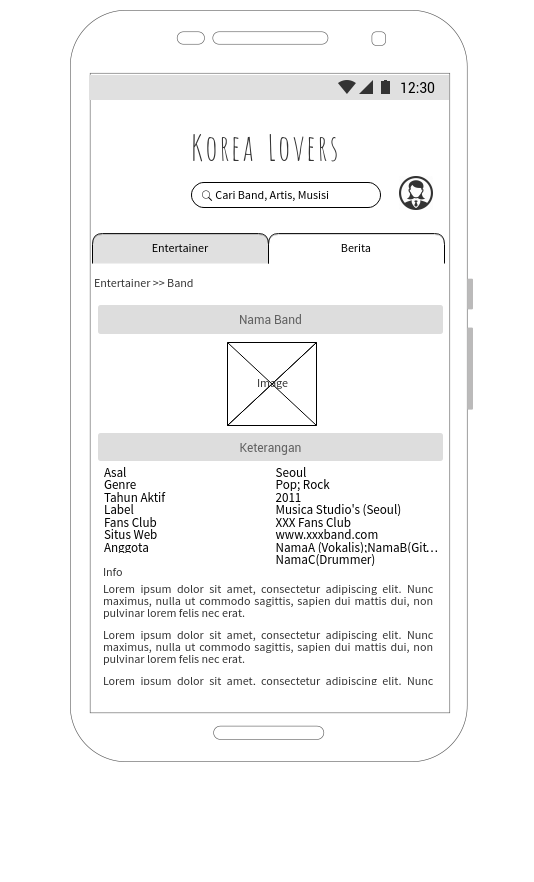 12:30
Korea Lovers
Cari Band, Artis, Musisi
Entertainer Berita
Entertainer >> Band
Nama Band
Image
Keterangan
Asal Seoul
Genre Pop; Rock
Tahun Aktif 2011
Label Musica Studio's (Seoul)
Fans Club XXX Fans Club
Situs Web www.xxxband.com
Anggota NamaA (Vokalis);NamaB(Git...
NamaC(Drummer)
Info
Lorem ipsum dolor sit amet, consectetur adipiscing elit. Nunc
maximus, nulla ut commodo sagittis, sapien dui mattis dui, non
pulvinar lorem felis nec erat.
Lorem ipsum dolor sit amet, consectetur adipiscing elit. Nunc
maximus, nulla ut commodo sagittis, sapien dui mattis dui, non
pulvinar lorem felis nec erat.
Lorem ipsum dolor sit amet, consectetur adipiscing elit. Nunc